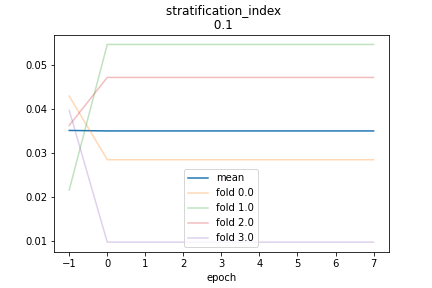 stratification_index
0.1
0.05
0.04
0.03
0.02
0.01
mean
fold 0.0
fold 1.0
fold 2.0
fold 3.0
−1 0 1 2 3 4 5 6 7
epoch